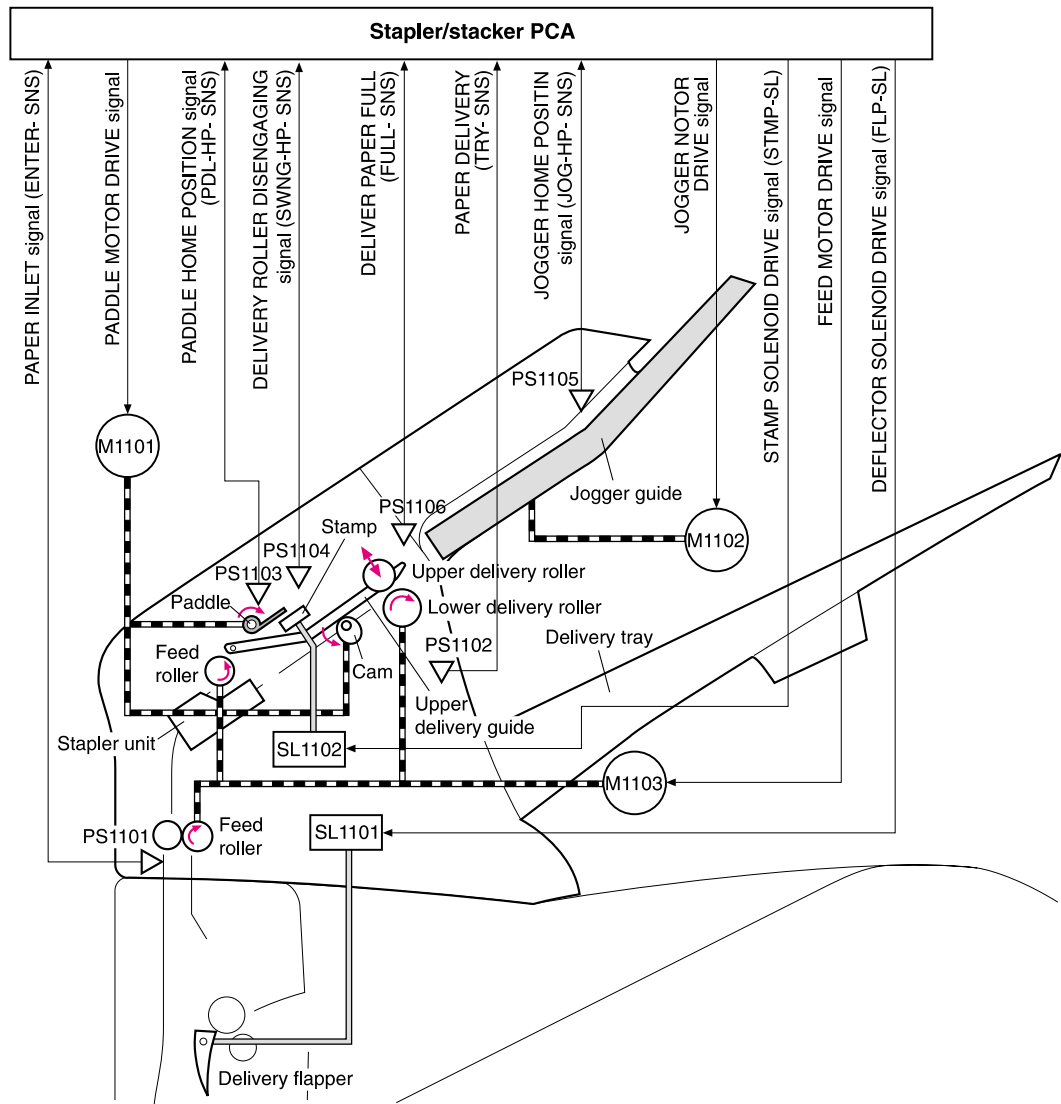 Stapler/stacker PCA
PAPER INLET signal (ENTER- SNS)
PADDLE MOTOR DRIVE signal
PADDLE HOME POSITION signal
(PDL-HP- SNS)
DELIVERY ROLLER DISENGAGING
signal (SWNG-HP- SNS)
DELIVER PAPER FULL
(FULL- SNS)
PAPER DELIVERY
(TRY- SNS)
JOGGER HOME POSITIN
signal (JOG-HP- SNS)
JOGGER NOTOR
DRIVE signal
STAMP SOLENOID DRIVE signal (STMP-SL)
FEED MOTOR DRIVE signal
DEFLECTOR SOLENOID DRIVE signal (FLP-SL)
PS1105
M1101
Jogger guide
PS1106
Stamp
M1102
PS1104
PS1103
Upper delivery roller
Paddle
Lower delivery roller
Delivery tray
PS1102
Feed
roller
Cam
Upper
delivery guide
Stapler unit
SL1102
M1103
PS1101
Feed
roller
SL1101
Delivery flapper